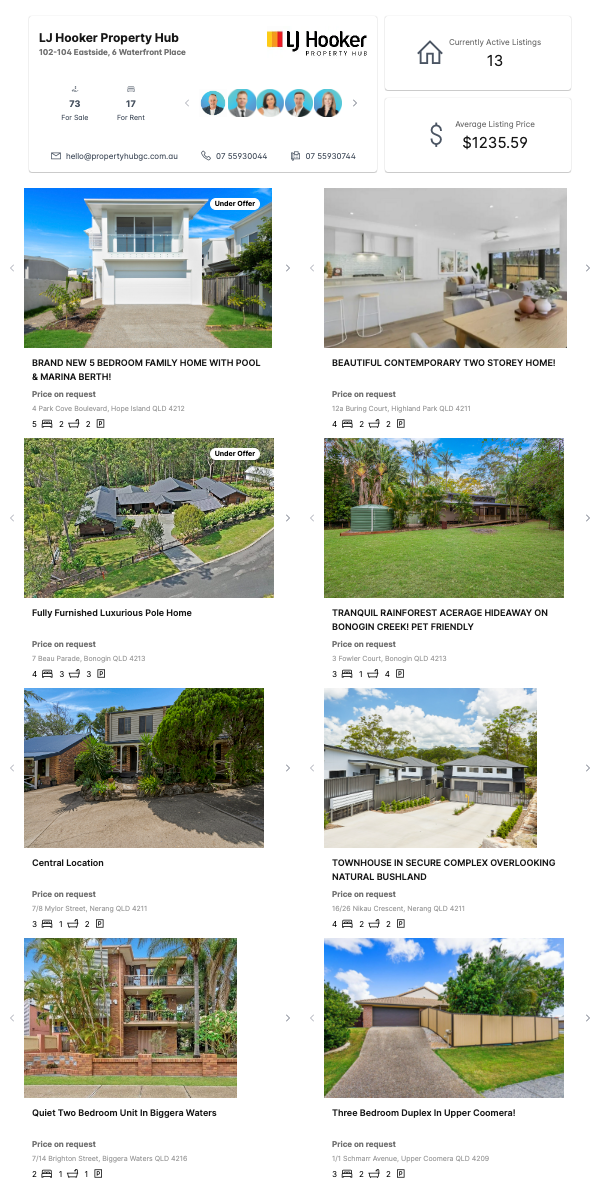 LJ Hooker Property Hub
102-104 Eastside, 6 Waterfront Place
LJ Hooker
PROPERTY HUB
73
For Sale
17
For Rent
hello@propertyhubgc.com.au
07 55930044
07 55930744
Currently Active Listings
13
Average Listing Price
$1235.59
Under Offer
BRAND NEW 5 BEDROOM FAMILY HOME WITH POOL
& MARINA BERTH!
Price on request
4 Park Cove Boulevard, Hope Island QLD 4212
5 2 2 P
BEAUTIFUL CONTEMPORARY TWO STOREY HOME!
Price on request
12a Buring Court, Highland Park QLD 4211
4 2 2 P
Under Offer
Fully Furnished Luxurious Pole Home
Price on request
7 Beau Parade, Bonogin QLD 4213
4 3 3 P
TRANQUIL RAINFOREST ACERAGE HIDEAWAY ON
BONOGIN CREEK! PET FRIENDLY
Price on request
3 Fowler Court, Bonogin QLD 4213
3 1 4 P
Central Location
Price on request
7/8 Mylor Street, Nerang QLD 4211
3 1 2 P
TOWNHOUSE IN SECURE COMPLEX OVERLOOKING
NATURAL BUSHLAND
Price on request
16/26 Nikau Crescent, Nerang QLD 4211
4 2 2 P
Quiet Two Bedroom Unit In Biggera Waters
Price on request
7/14 Brighton Street, Biggera Waters QLD 4216
2 1 1 P
Three Bedroom Duplex In Upper Coomera!
Price on request
1/1 Schmarr Avenue, Upper Coomera QLD 4209
3 2 2 P